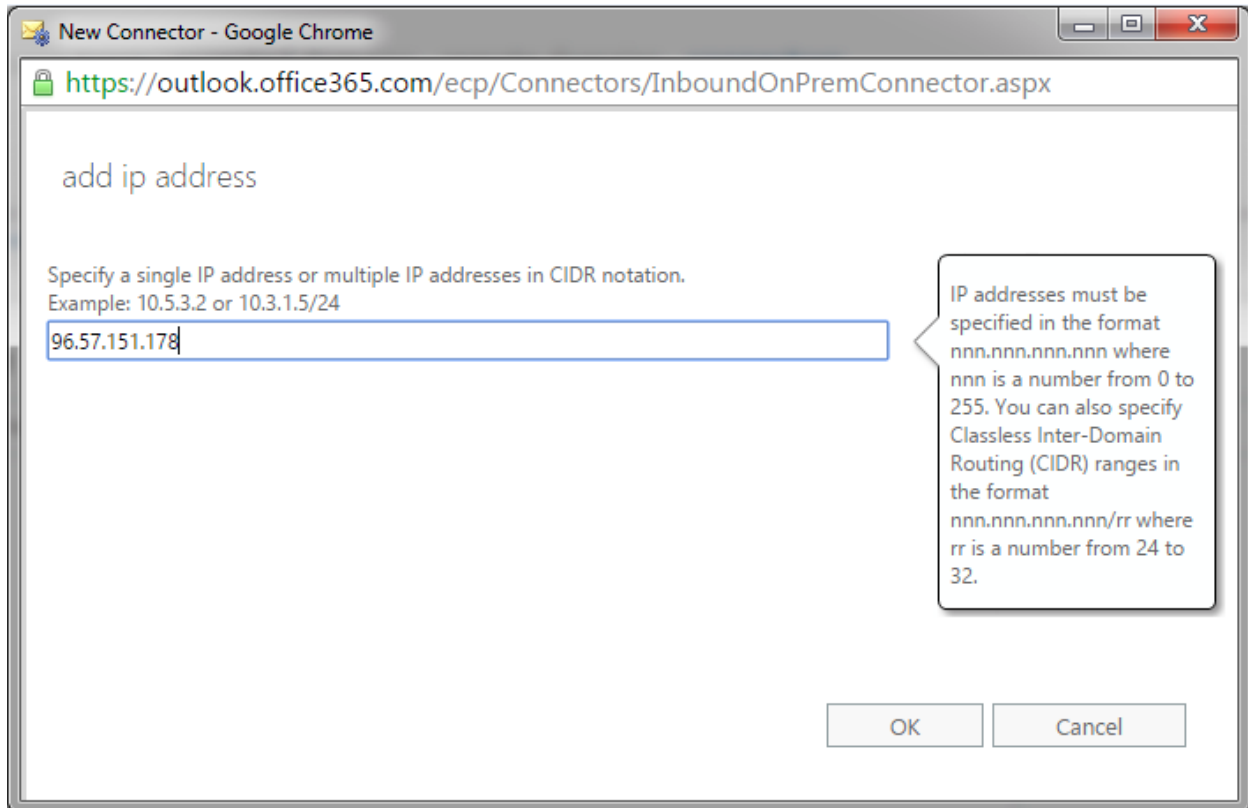 New Connector - Google Chrome
https://outlook.office365.com/ecp/Connectors/InboundOnPremConnector.aspx
add ip address
Specify a single IP address or multiple IP addresses in CIDR notation.
Example: 10.5.3.2 or 10.3.1.5/24
96.57.151.178
IP addresses must be
specified in the format
nnn.nnn.nnn.nnn where
nnn is a number from 0 to
255. You can also specify
Classless Inter-Domain
Routing (CIDR) ranges in
the format
nnn.nnn.nnn.nnn/rr where
rr is a number from 24 to
32.
OK
Cancel